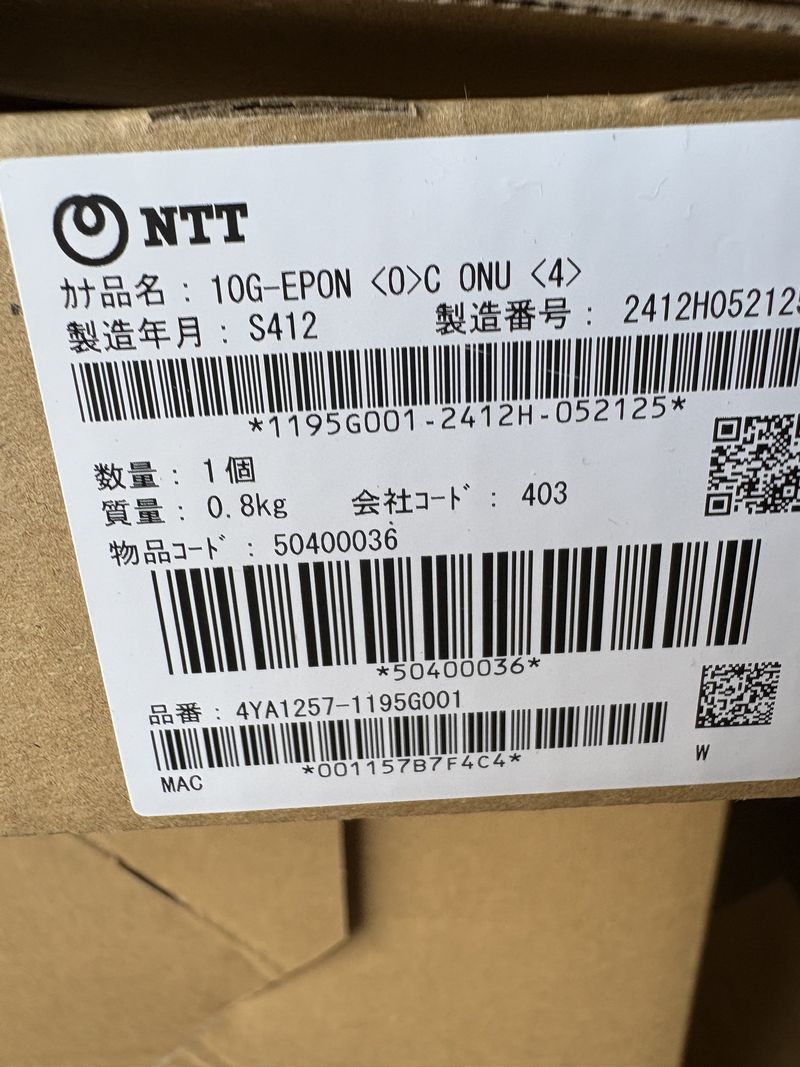 NTT
ｶﾅ品名 : 10G-EPON <O>C ONU <4>
製造年月 : S412 製造番号 : 2412H052125
*1195G001-2412H-052125*
数量 : 1個
質量 : 0.8kg 会社ｺｰﾄﾞ : 403
物品ｺｰﾄﾞ : 50400036
*50400036*
品番 : 4YA1257-1195G001
*001157B7F4C4*
MAC
W